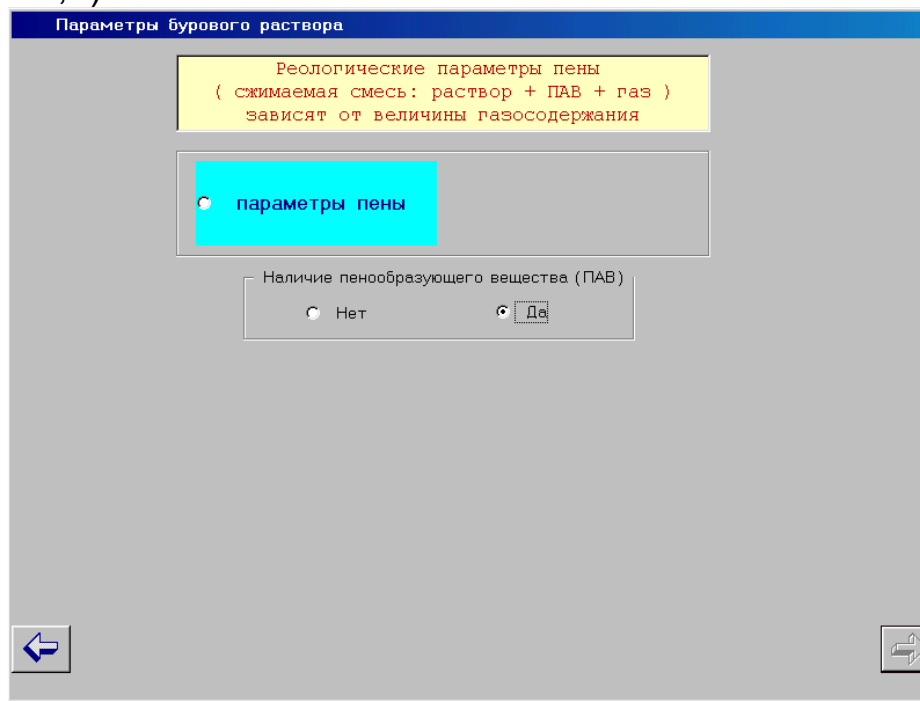 Параметры бурового раствора
Реологические параметры пены
( сжимаемая смесь: раствор + ПАВ + газ )
зависят от величины газосодержания
параметры пены
Наличие пенообразующего вещества (ПАВ)
Нет Да